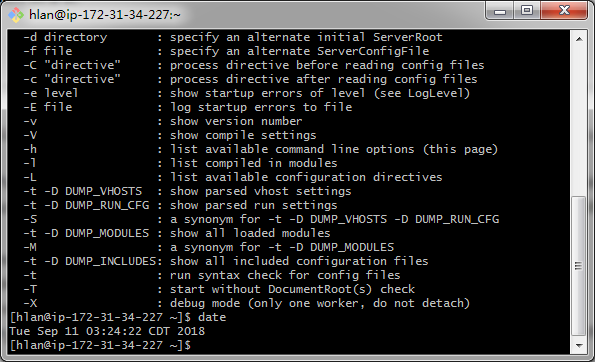 hlan@ip-172-31-34-227:~
-d directory : specify an alternate initial ServerRoot
-f file : specify an alternate ServerConfigFile
-C "directive" : process directive before reading config files
-c "directive" : process directive after reading config files
-e level : show startup errors of level (see LogLevel)
-E file : log startup errors to file
-v : show version number
-V : show compile settings
-h : list available command line options (this page)
-l : list compiled in modules
-L : list available configuration directives
-t -D DUMP_VHOSTS : show parsed vhost settings
-t -D DUMP_RUN_CFG : show parsed run settings
-S : a synonym for -t -D DUMP_VHOSTS -D DUMP_RUN_CFG
-t -D DUMP_MODULES : show all loaded modules
-M : a synonym for -t -D DUMP_MODULES
-t -D DUMP_INCLUDES: show all included configuration files
-t : run syntax check for config files
-T : start without DocumentRoot(s) check
-X : debug mode (only one worker, do not detach)
[hlan@ip-172-31-34-227 ~]$ date
Tue Sep 11 03:24:22 CDT 2018
[hlan@ip-172-31-34-227 ~]$